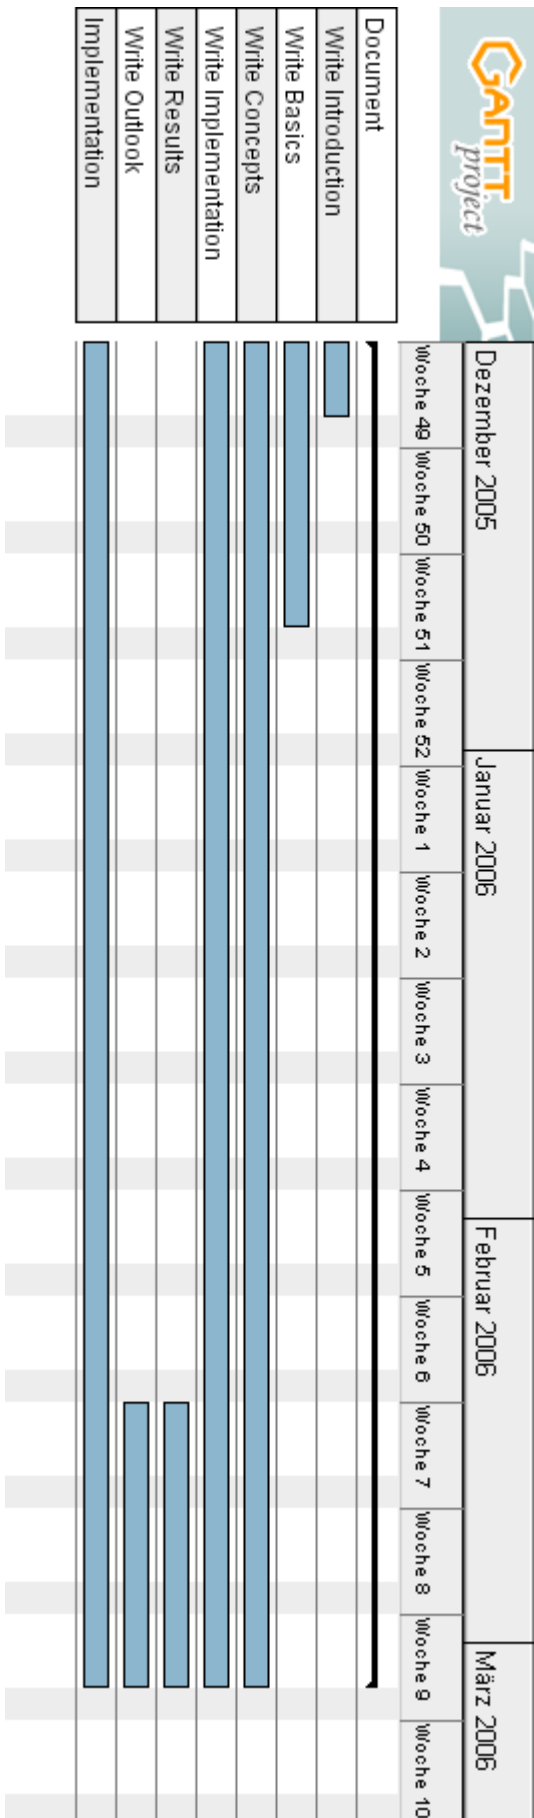 GANTT
project
Dezember 2005
Januar 2006
Februar 2006
März 2006
Woche 49
Woche 50
Woche 51
Woche 52
Woche 1
Woche 2
Woche 3
Woche 4
Woche 5
Woche 6
Woche 7
Woche 8
Woche 9
Woche 10
Document
Write Introduction
Write Basics
Write Concepts
Write Implementation
Write Results
Write Outlook
Implementation